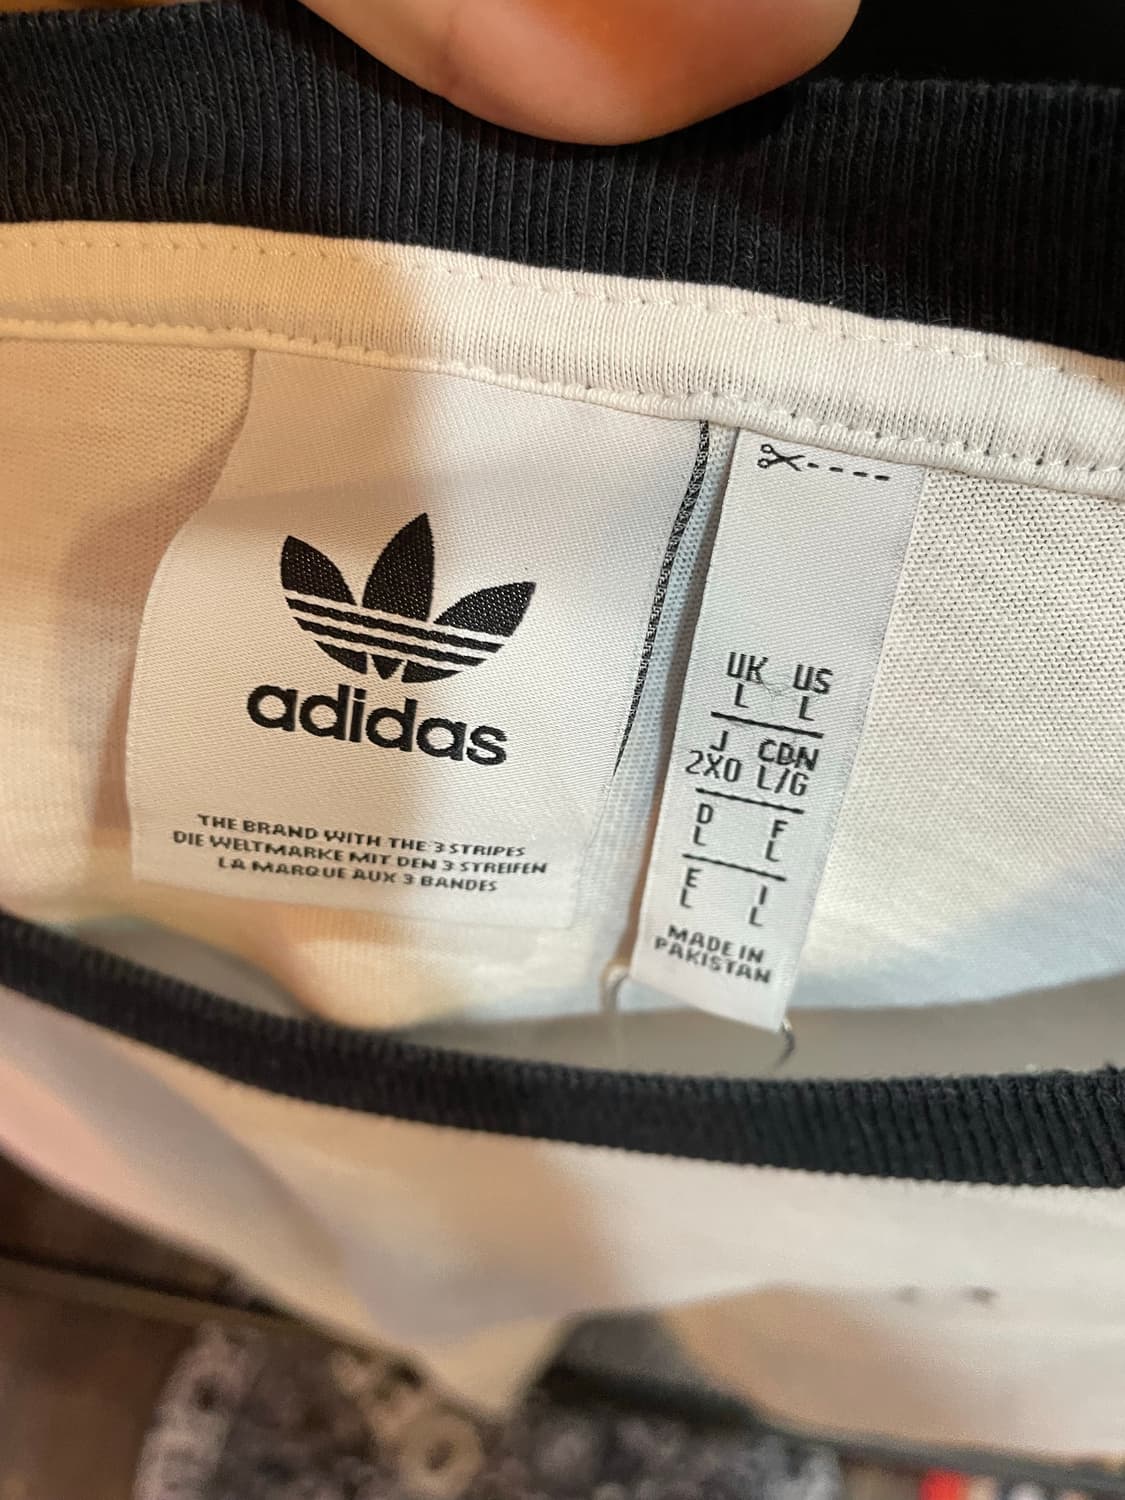 adidas
THE BRAND WITH THE 3 STRIPES
DIE WELTMARKE MIT DEN 3 STREIFEN
LA MARQUE AUX 3 BANDES
UK US
L L
J CDN
2XO L/G
D F
L L
E I
L L
MADE IN
PAKISTAN